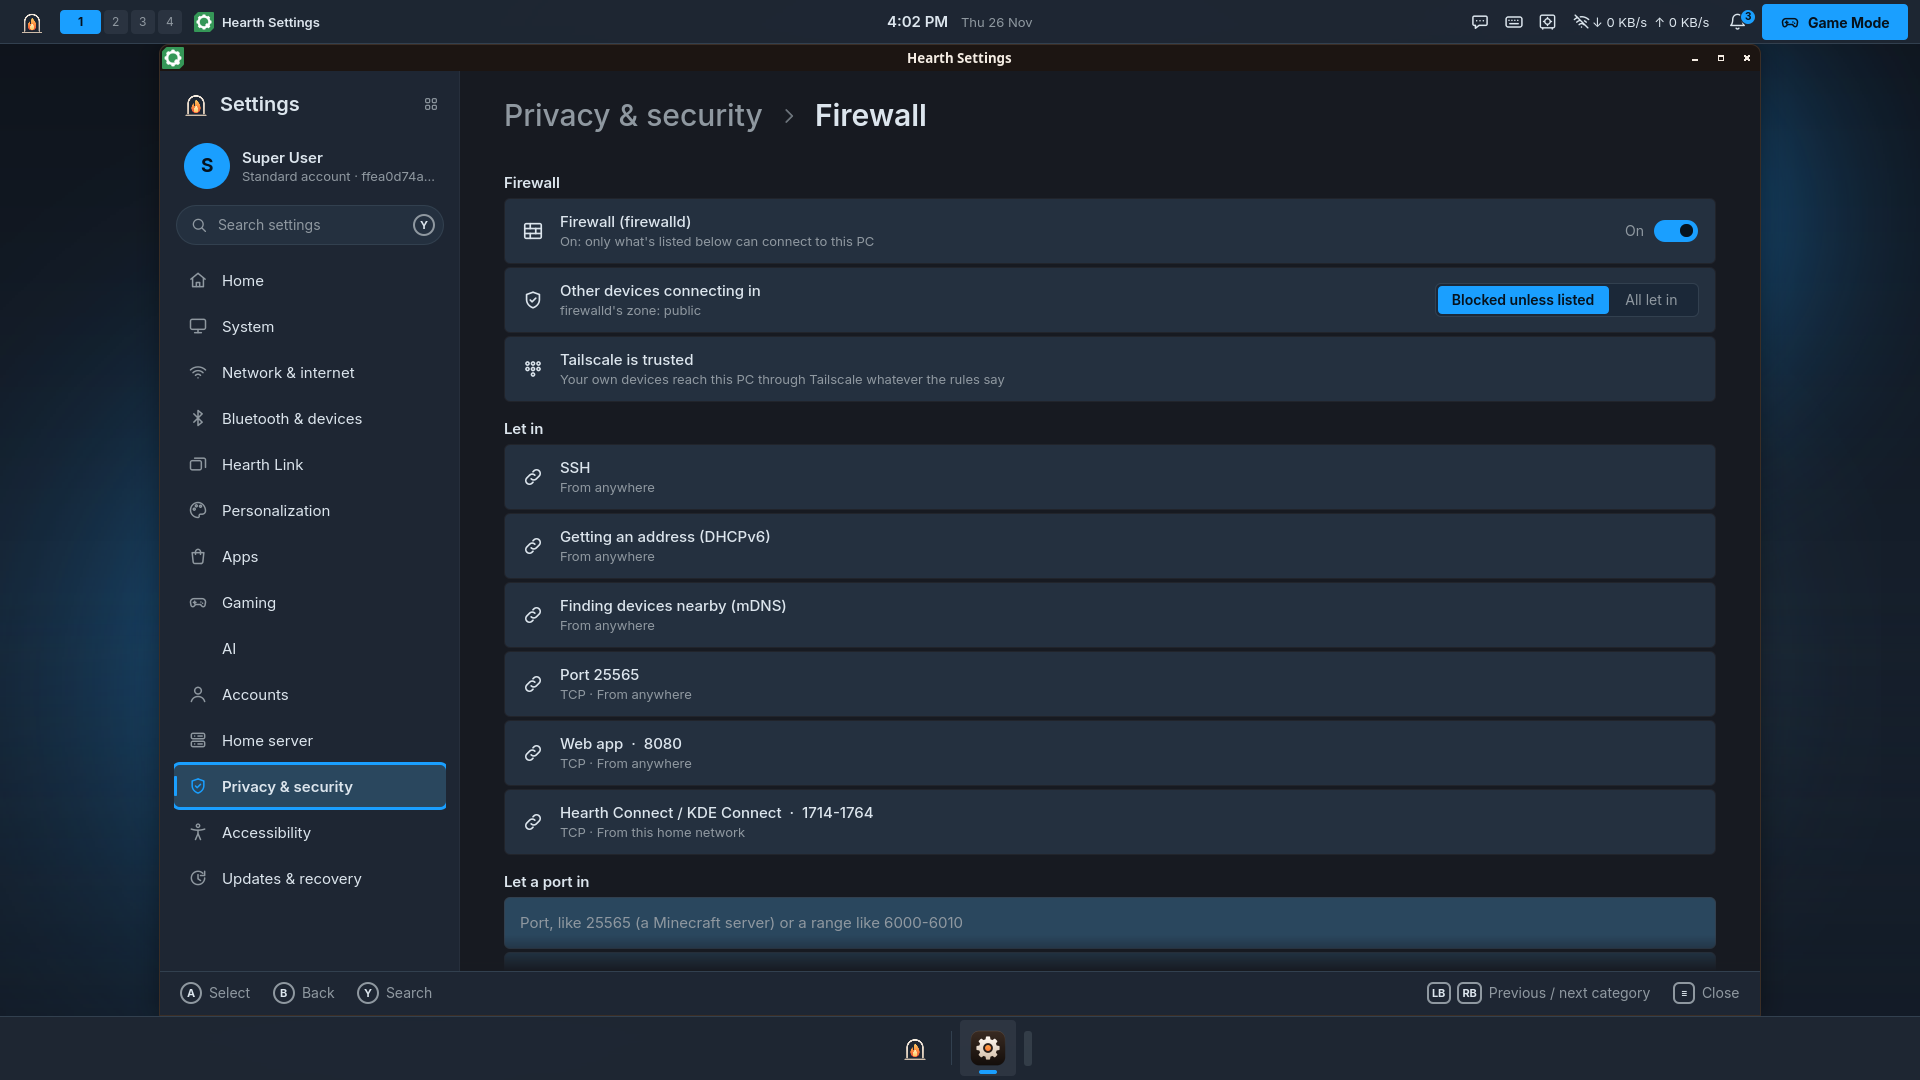 1 2 3 4 Hearth Settings 4:02 PM Thu 26 Nov ↓ 0 KB/s ↑ 0 KB/s 3 Game Mode
Hearth Settings
Settings
S Super User
Standard account · ffea0d74a...
Search settings Y
Home
System
Network & internet
Bluetooth & devices
Hearth Link
Personalization
Apps
Gaming
AI
Accounts
Home server
Privacy & security
Accessibility
Updates & recovery
Privacy & security > Firewall
Firewall
Firewall (firewalld)
On: only what's listed below can connect to this PC
On
Other devices connecting in
firewalld's zone: public
Blocked unless listed All let in
Tailscale is trusted
Your own devices reach this PC through Tailscale whatever the rules say
Let in
SSH
From anywhere
Getting an address (DHCPv6)
From anywhere
Finding devices nearby (mDNS)
From anywhere
Port 25565
TCP · From anywhere
Web app · 8080
TCP · From anywhere
Hearth Connect / KDE Connect · 1714-1764
TCP · From this home network
Let a port in
Port, like 25565 (a Minecraft server) or a range like 6000-6010
A Select B Back Y Search LB RB Previous / next category ≡ Close